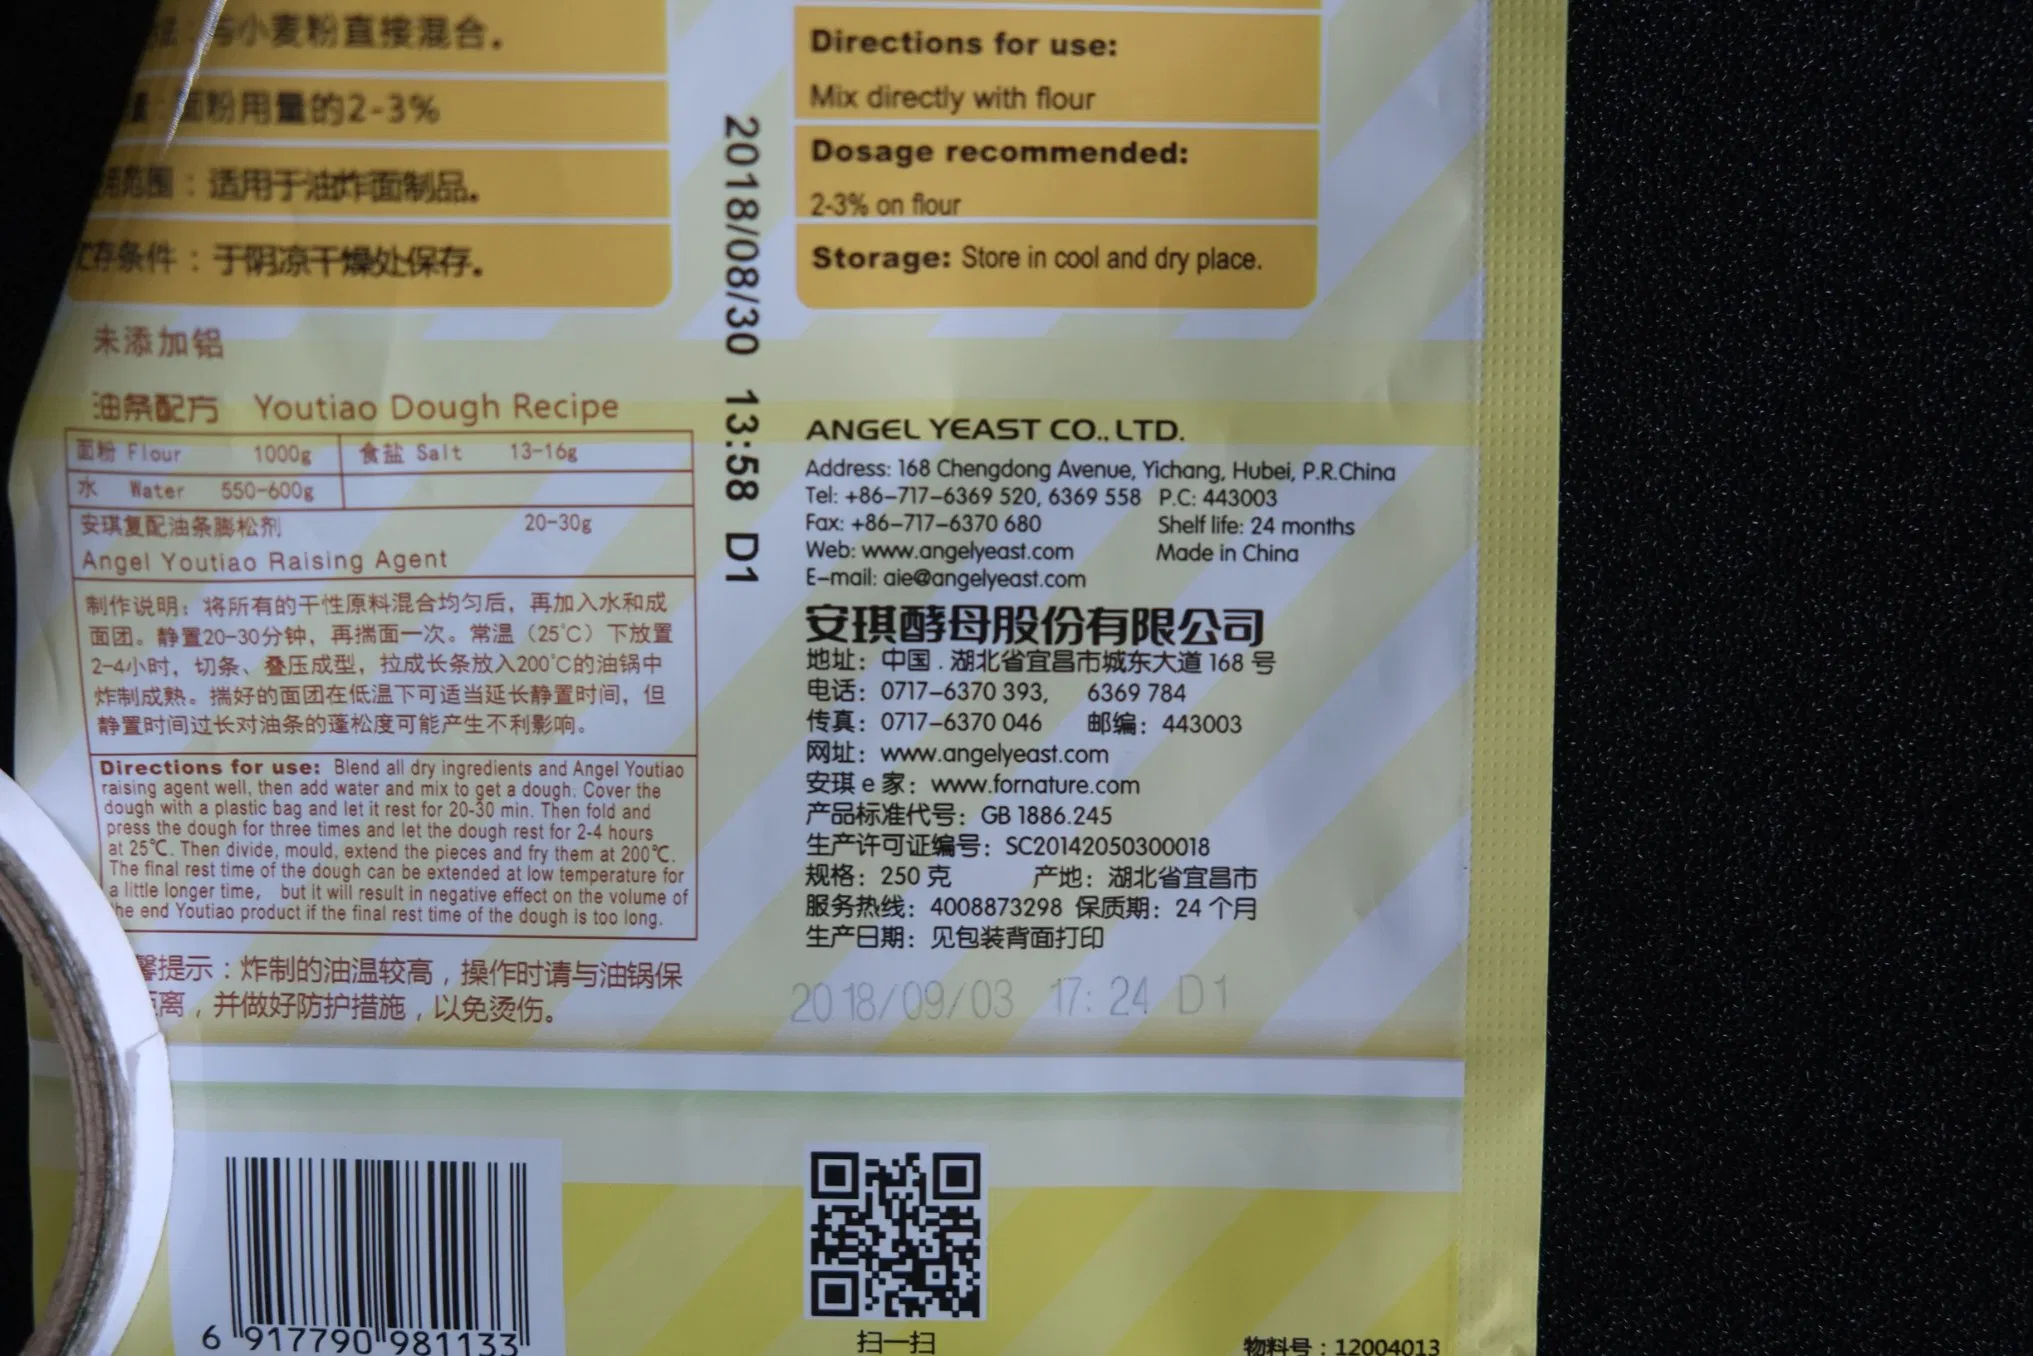 与小麦粉直接混合。
面粉用量的2-3%
范围：适用于油炸面制品。
存条件：于阴凉干燥处保存。
未添加铝
油条配方 Youtiao Dough Recipe
面粉 Flour 1000g 食盐 Salt 13-16g
水 Water 550-600g
安琪复配油条膨松剂 20-30g
Angel Youtiao Raising Agent
制作说明：将所有的干性原料混合均匀后，再加入水和成
面团。静置20-30分钟，再揣面一次。常温（25℃）下放置
2-4小时，切条、叠压成型，拉成长条放入200℃的油锅中
炸制成熟。揣好的面团在低温下可适当延长静置时间，但
静置时间过长对油条的蓬松度可能产生不利影响。
Directions for use: Blend all dry ingredients and Angel Youtiao
raising agent well, then add water and mix to get a dough. Cover the
dough with a plastic bag and let it rest for 20-30 min. Then fold and
press the dough for three times and let the dough rest for 2-4 hours
at 25℃. Then divide, mould, extend the pieces and fry them at 200℃.
The final rest time of the dough can be extended at low temperature for
a little longer time, but it will result in negative effect on the volume of
the end Youtiao product if the final rest time of the dough is too long.
馨提示：炸制的油温较高，操作时请与油锅保
距离，并做好防护措施，以免烫伤。
6 917790 981133
2018/08/30 13:58 D1
Directions for use:
Mix directly with flour
Dosage recommended:
2-3% on flour
Storage: Store in cool and dry place.
ANGEL YEAST CO., LTD.
Address: 168 Chengdong Avenue, Yichang, Hubei, P.R.China
Tel: +86-717-6369 520, 6369 558 P.C: 443003
Fax: +86-717-6370 680 Shelf life: 24 months
Web: www.angelyeast.com Made in China
E-mail: aie@angelyeast.com
安琪酵母股份有限公司
地址：中国．湖北省宜昌市城东大道 168 号
电话：0717-6370 393, 6369 784
传真：0717-6370 046 邮编：443003
网址：www.angelyeast.com
安琪 e 家：www.fornature.com
产品标准代号：GB 1886.245
生产许可证编号：SC20142050300018
规格：250 克 产地：湖北省宜昌市
服务热线：4008873298 保质期：24 个月
生产日期：见包装背面打印
2018/09/03 17:24 D1
扫一扫
物料号：12004013